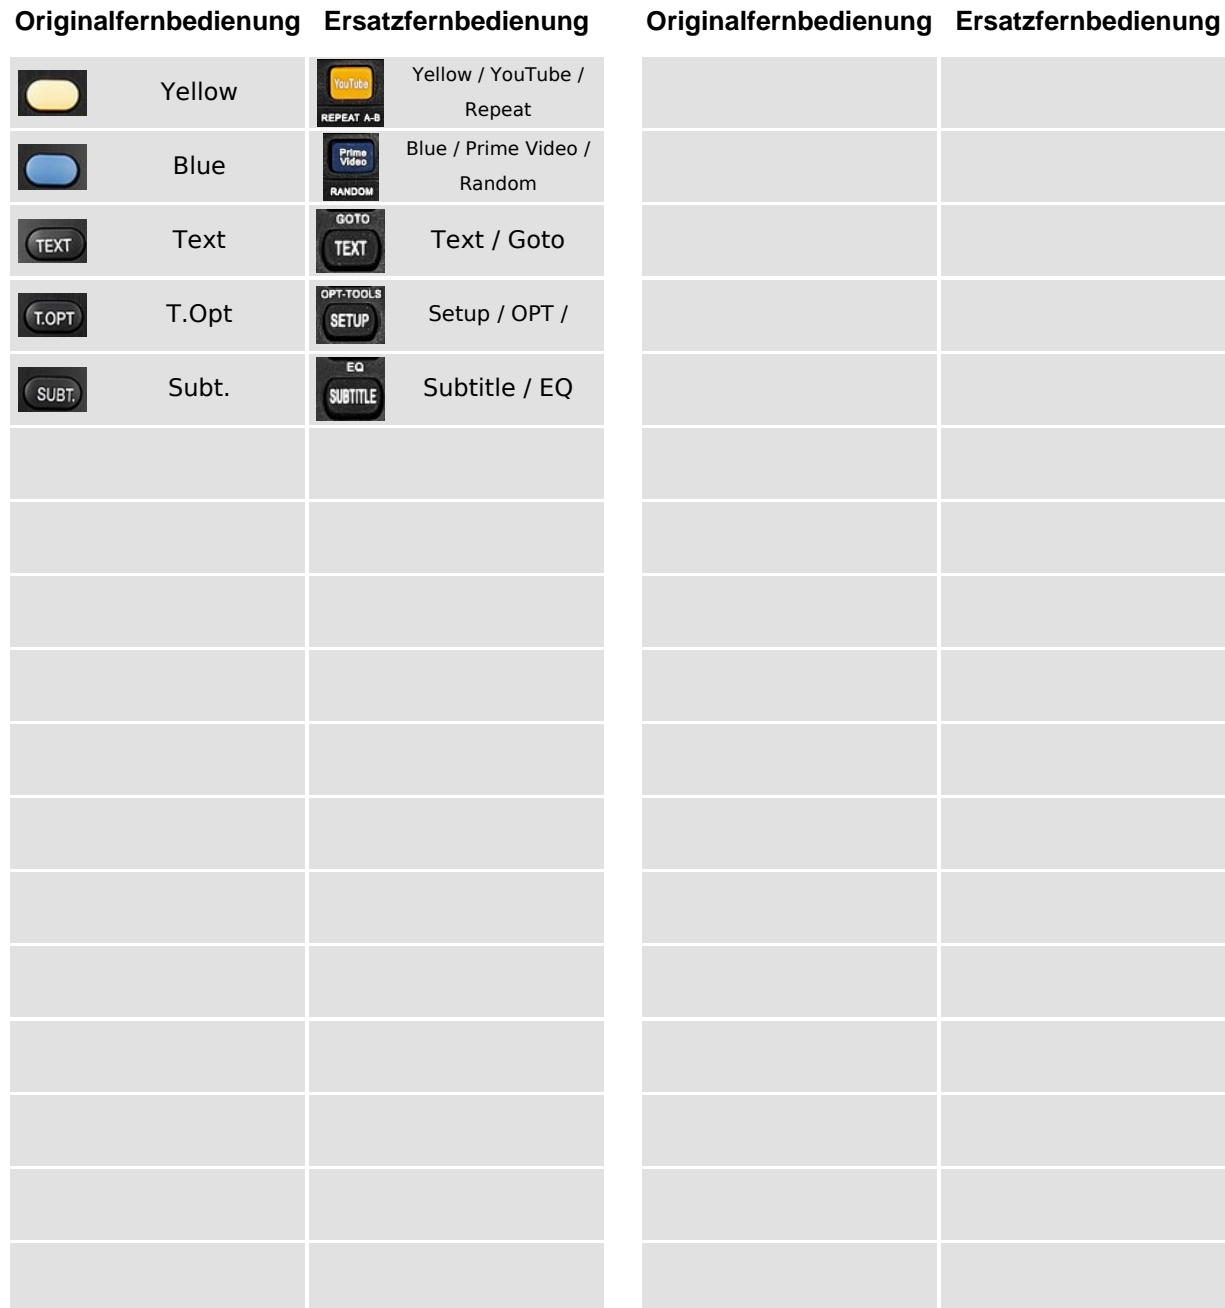 Originalfernbedienung Ersatzfernbedienung Originalfernbedienung Ersatzfernbedienung
Yellow
YouTube
REPEAT A-B
Yellow / YouTube /
Repeat
Blue
Prime
Video
RANDOM
Blue / Prime Video /
Random
TEXT
Text
GOTO
TEXT
Text / Goto
T.OPT
T.Opt
OPT-TOOLS
SETUP
Setup / OPT /
SUBT.
Subt.
EQ
SUBTITLE
Subtitle / EQ